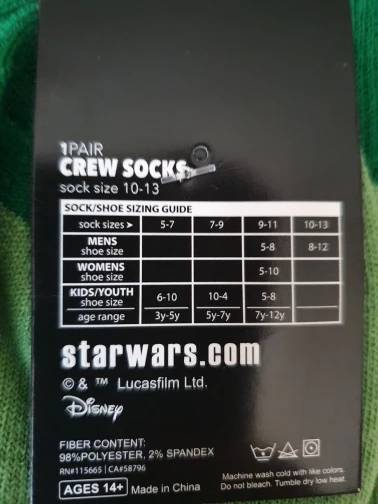 1PAIR
CREW SOCKS
sock size 10-13
SOCK/SHOE SIZING GUIDE
sock sizes➤ 5-7 7-9 9-11 10-13
MENS shoe size 5-8 8-12
WOMENS shoe size 5-10
KIDS/YOUTH shoe size 6-10 10-4 5-8
age range 3y-5y 5y-7y 7y-12y
starwars.com
© & ™ Lucasfilm Ltd.
Disney
FIBER CONTENT:
98%POLYESTER, 2% SPANDEX
RN#115665 | CA#58796
Machine wash cold with like colors.
Do not bleach. Tumble dry low heat.
AGES 14+ Made in China